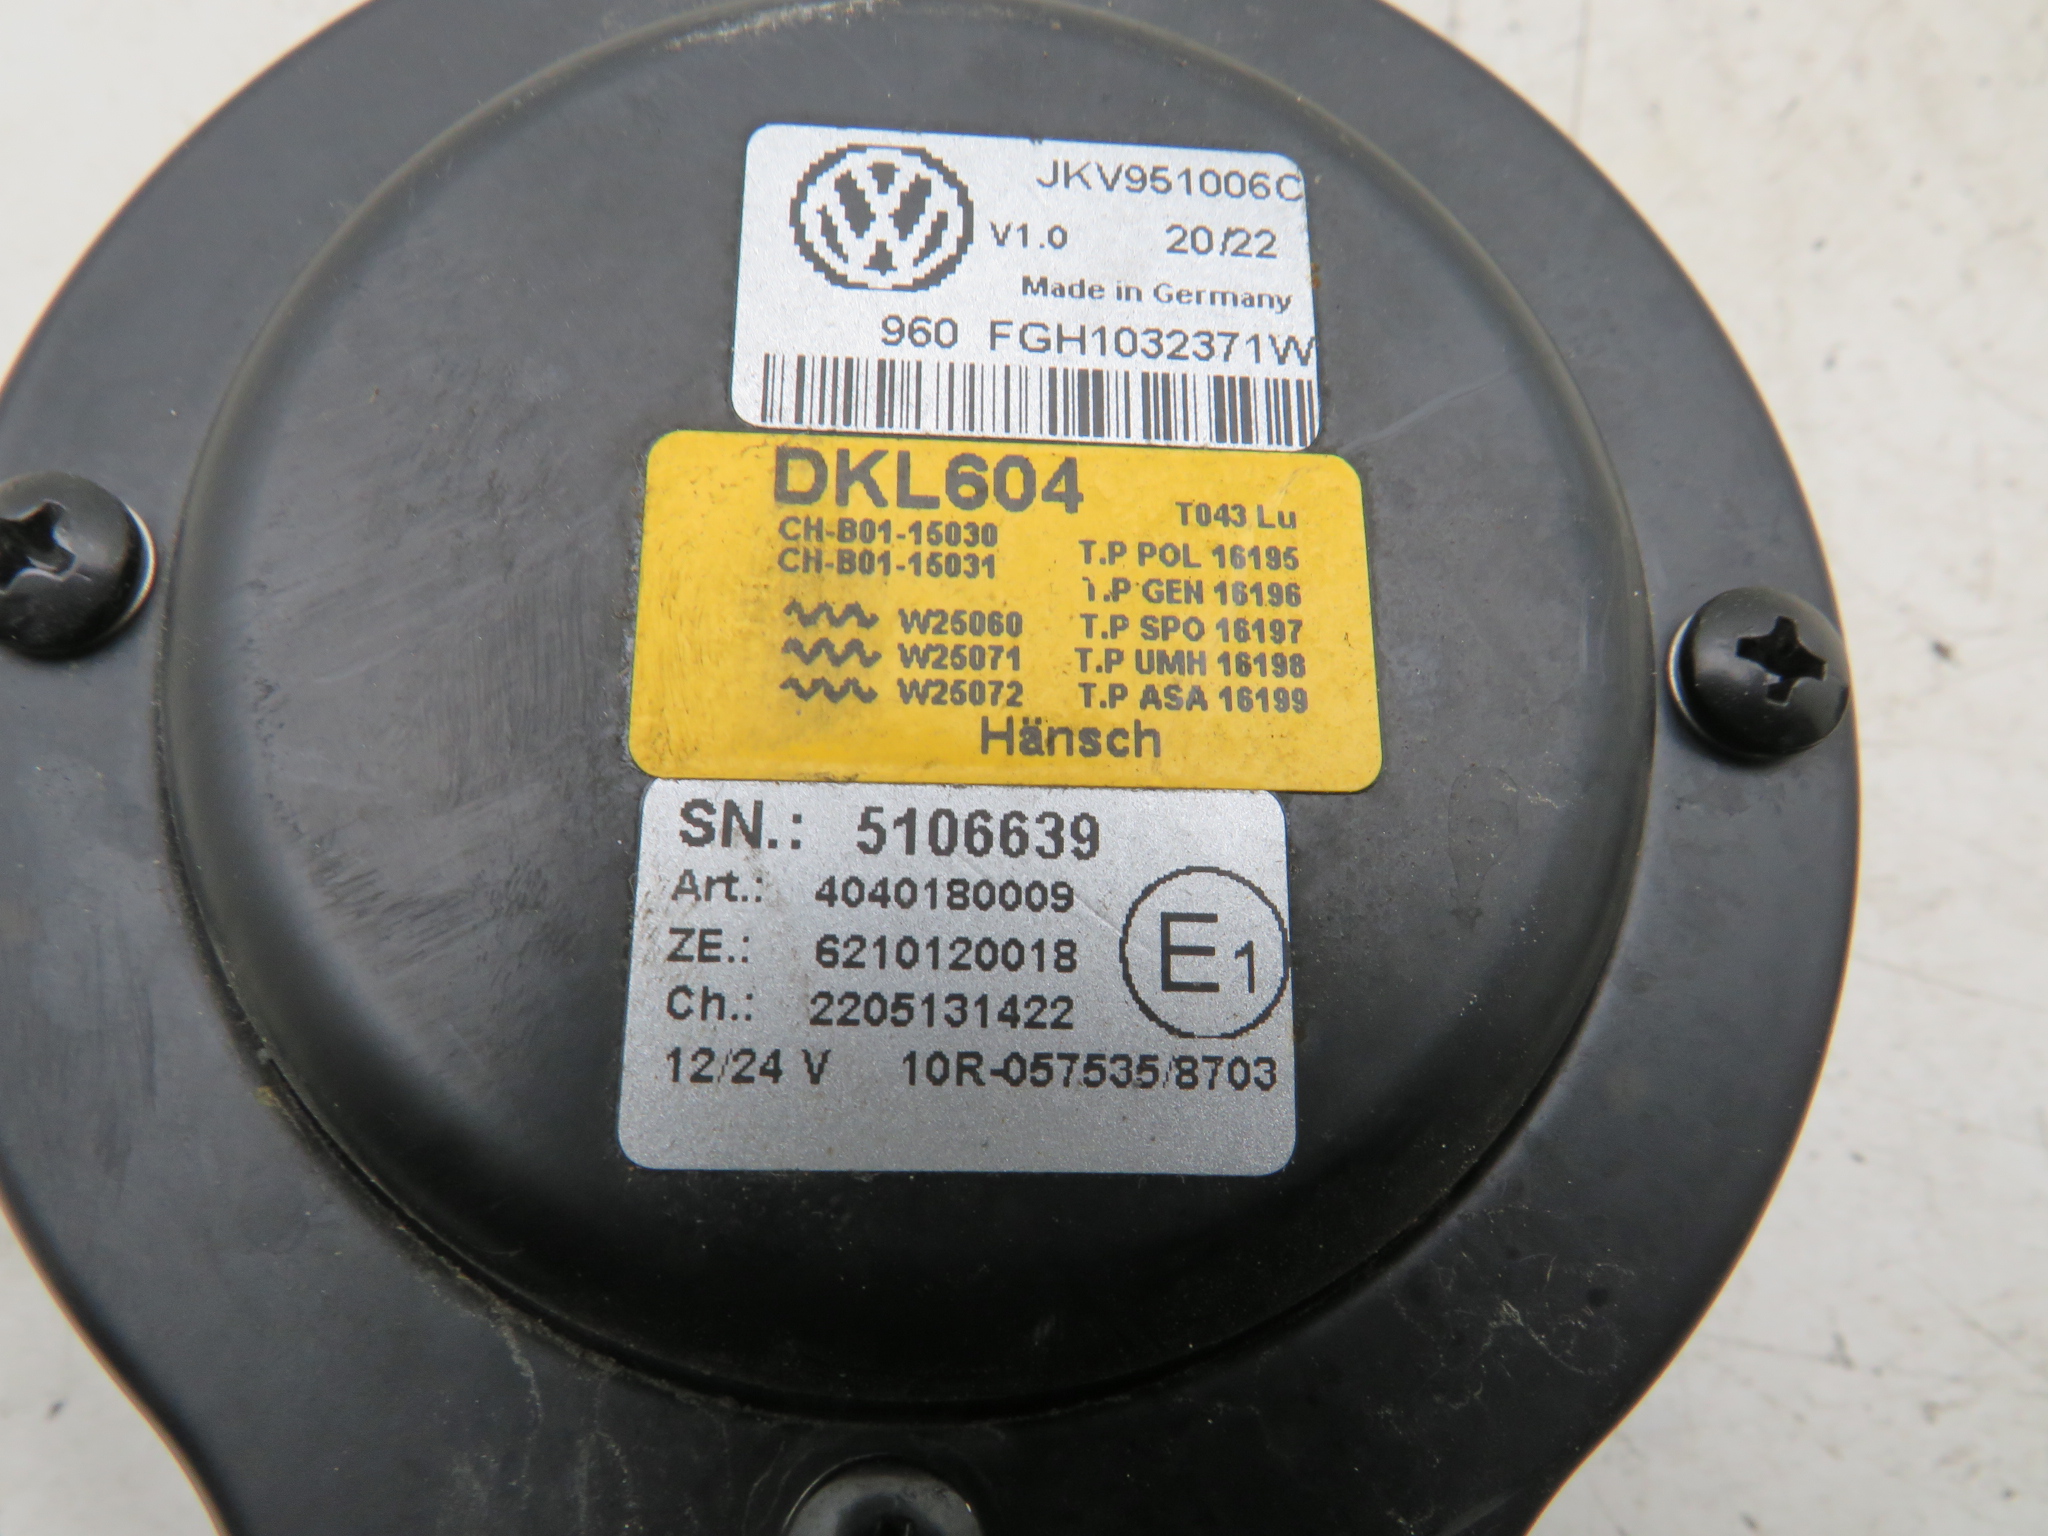 JKV951006C
V1.0 20/22
Made in Germany
960 FGH1032371W
DKL604
T043 Lu
CH-B01-15030
CH-B01-15031
W25060
W25071
W25072
T.P POL 16195
T.P GEN 16196
T.P SPO 16197
T.P UMH 16198
T.P ASA 16199
Hänsch
SN.: 5106639
Art.: 4040180009
ZE.: 6210120018
Ch.: 2205131422
E1
12/24 V 10R-057535/8703